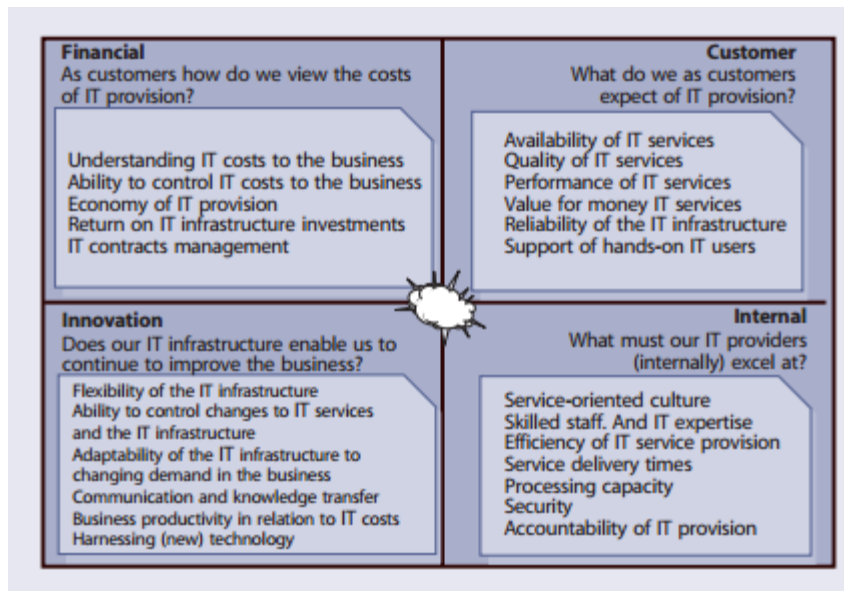 Financial
As customers how do we view the costs
of IT provision?
Understanding IT costs to the business
Ability to control IT costs to the business
Economy of IT provision
Return on IT infrastructure investments
IT contracts management
Customer
What do we as customers
expect of IT provision?
Availability of IT services
Quality of IT services
Performance of IT services
Value for money IT services
Reliability of the IT infrastructure
Support of hands-on IT users
Innovation
Does our IT infrastructure enable us to
continue to improve the business?
Flexibility of the IT infrastructure
Ability to control changes to IT services
and the IT infrastructure
Adaptability of the IT infrastructure to
changing demand in the business
Communication and knowledge transfer
Business productivity in relation to IT costs
Harnessing (new) technology
Internal
What must our IT providers
(internally) excel at?
Service-oriented culture
Skilled staff. And IT expertise
Efficiency of IT service provision
Service delivery times
Processing capacity
Security
Accountability of IT provision